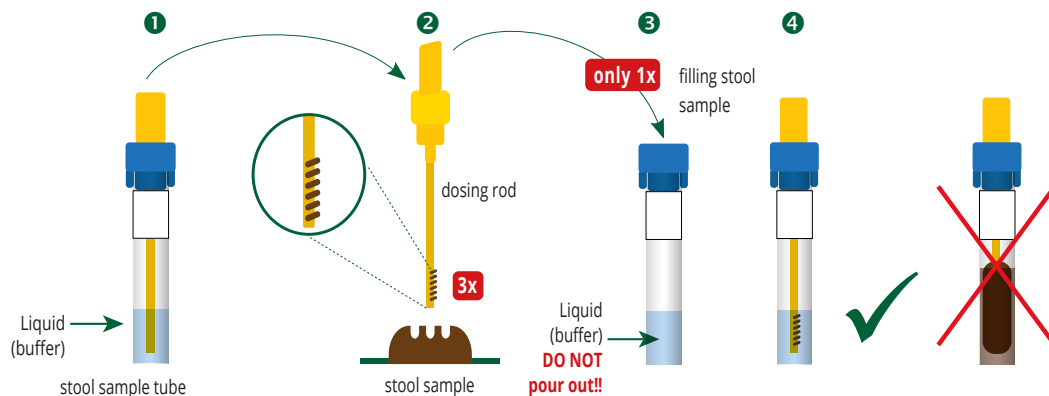 1
2
3
4
only 1x
filling stool
sample
dosing rod
3x
Liquid
(buffer)
stool sample tube
stool sample
Liquid
(buffer)
DO NOT
pour out!!